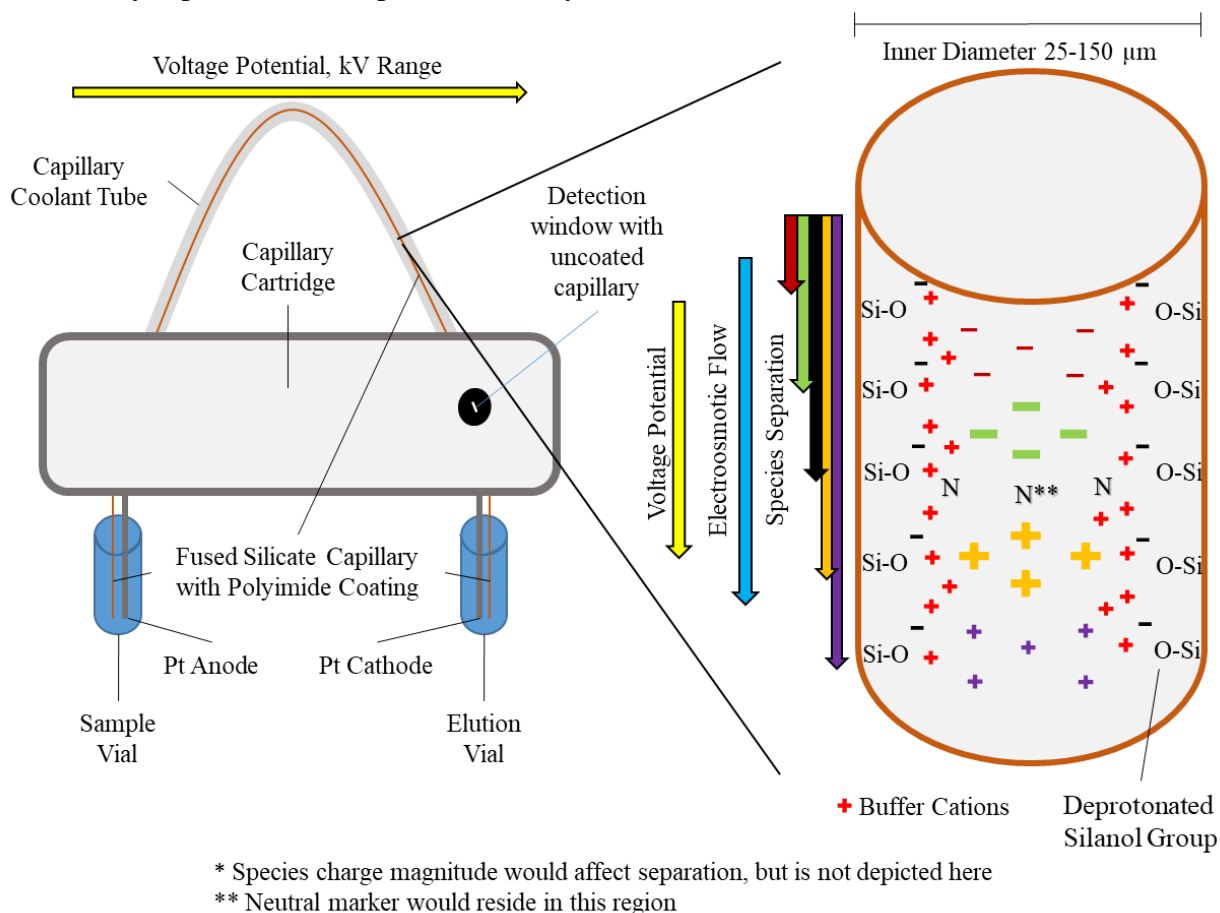 Voltage Potential, kV Range
Capillary
Coolant Tube
Capillary
Cartridge
Detection
window with
uncoated
capillary
Fused Silicate Capillary
with Polyimide Coating
Pt Anode
Pt Cathode
Sample
Vial
Elution
Vial
Inner Diameter 25-150 μm
Voltage Potential
Electroosmotic Flow
Species Separation
Si-O
O-Si
Si-O
O-Si
Si-O
O-Si
N
N**
N
Si-O
O-Si
Si-O
O-Si
+ Buffer Cations
Deprotonated
Silanol Group
* Species charge magnitude would affect separation, but is not depicted here
** Neutral marker would reside in this region